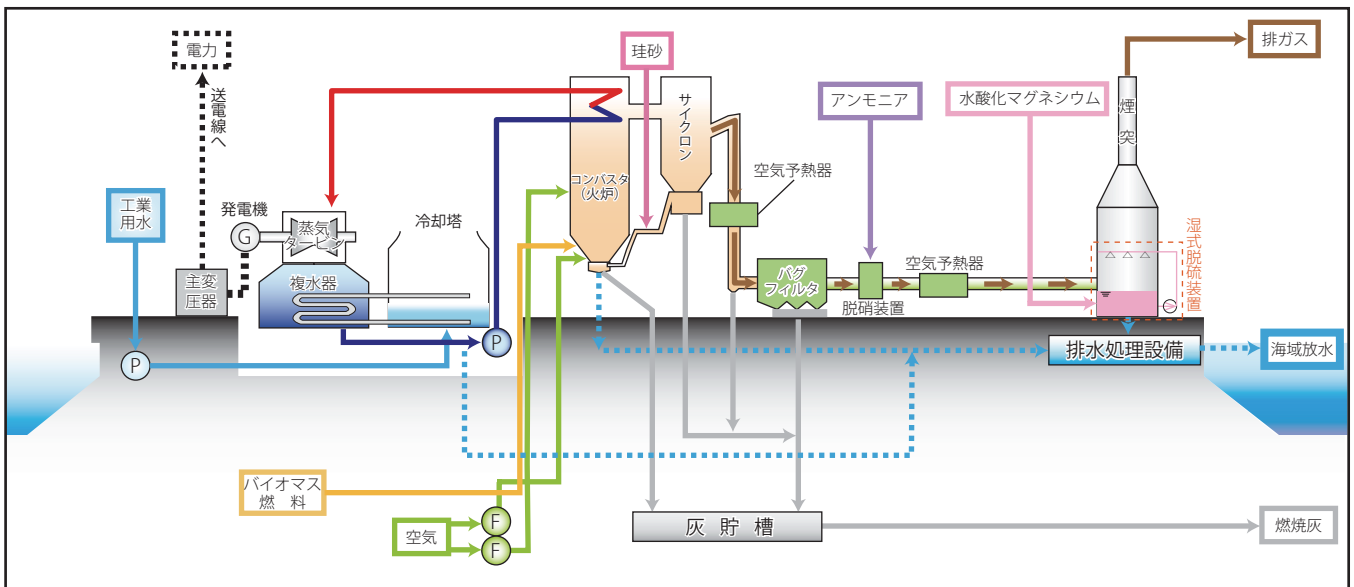 電力
送電線へ
工業
用水
発電機
G
蒸気
タービン
冷却塔
主変
圧器
複水器
P
P
珪砂
サイクロン
コンバスタ
(火炉)
空気予熱器
アンモニア
水酸化マグネシウム
煙突
排ガス
バグ
フィルタ
脱硝装置
空気予熱器
湿式脱硫装置
排水処理設備
海域放水
バイオマス
燃 料
空気
F
F
灰 貯 槽
燃焼灰